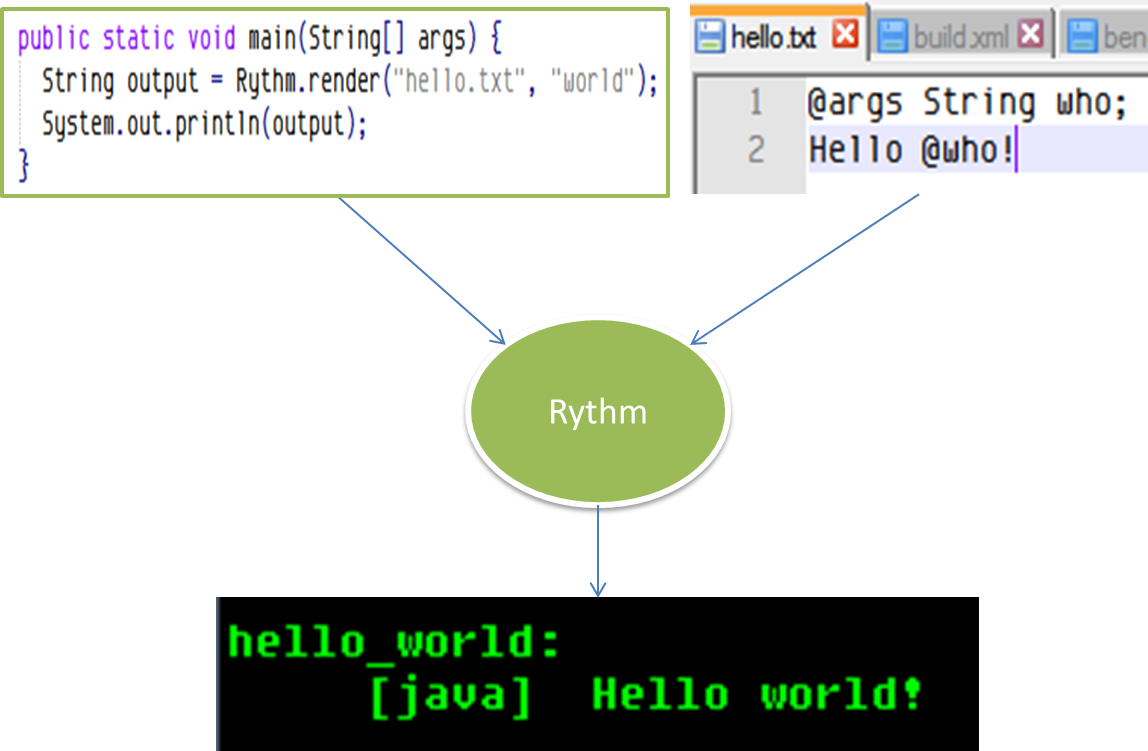 public static void main(String[] args) {
String output = Rythm.render("hello.txt", "world");
System.out.println(output);
}
hello.txt build.xml ben
1 @args String who;
2 Hello @who!
Rythm
hello_world:
[java] Hello world!